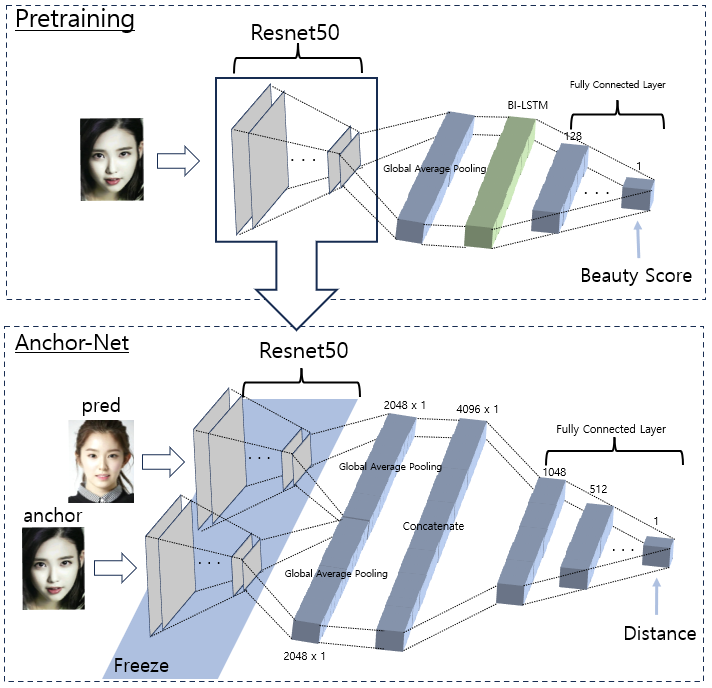 Pretraining
Resnet50
BI-LSTM
Fully Connected Layer
128
1
Global Average Pooling
. . .
. . .
Beauty Score
Anchor-Net
Resnet50
pred
2048 x 1
4096 x 1
Fully Connected Layer
Global Average Pooling
1048
512
1
. . .
anchor
Concatenate
. . .
. . .
Global Average Pooling
Distance
2048 x 1
Freeze